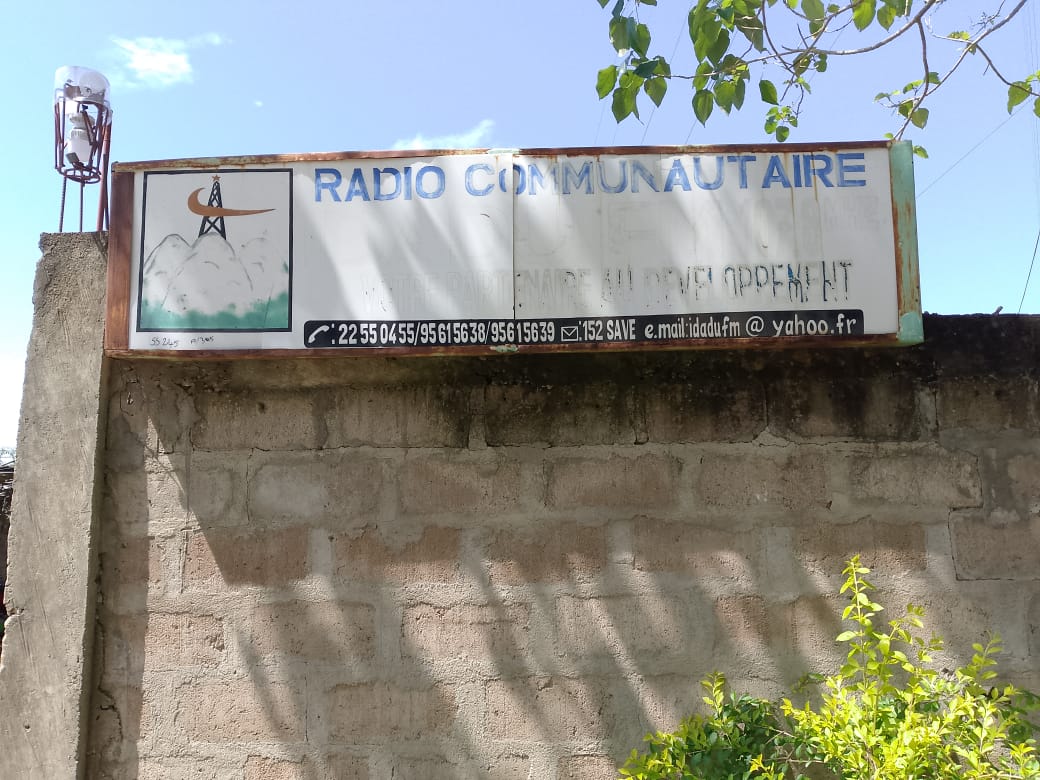 RADIO COMMUNAUTAIRE
VOTRE PARTENAIRE AU DEVELOPPEMENT
: 22 55 04 55/95615638/95615639 : 152 SAVE e.mail:idadufm @ yahoo.fr